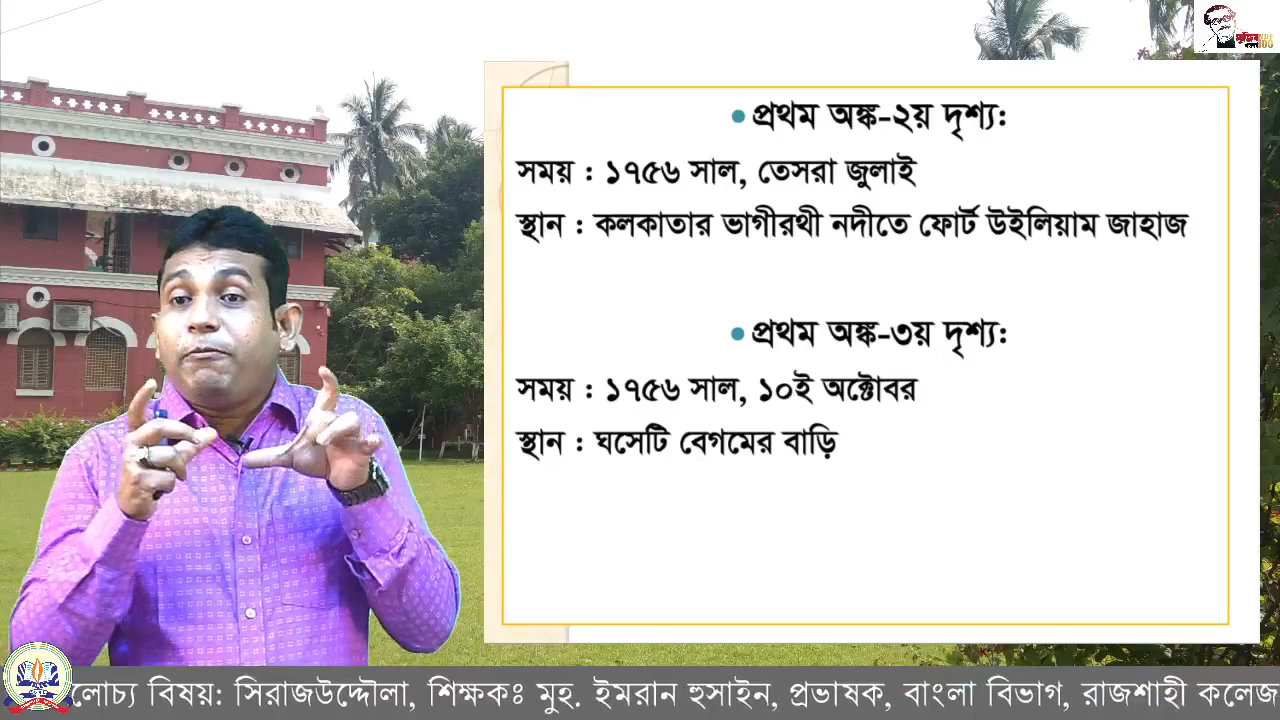 প্রথম অঙ্ক-২য় দৃশ্য:
সময় : ১৭৫৬ সাল, তেসরা জুলাই
স্থান : কলকাতার ভাগীরথী নদীতে ফোর্ট উইলিয়াম জাহাজ
প্রথম অঙ্ক-৩য় দৃশ্য:
সময় : ১৭৫৬ সাল, ১০ই অক্টোবর
স্থান : ঘসেটি বেগমের বাড়ি
লোচ্য বিষয়: সিরাজউদ্দৌলা, শিক্ষকঃ মুহ. ইমরান হুসাইন, প্রভাষক, বাংলা বিভাগ, রাজশাহী কলেজ